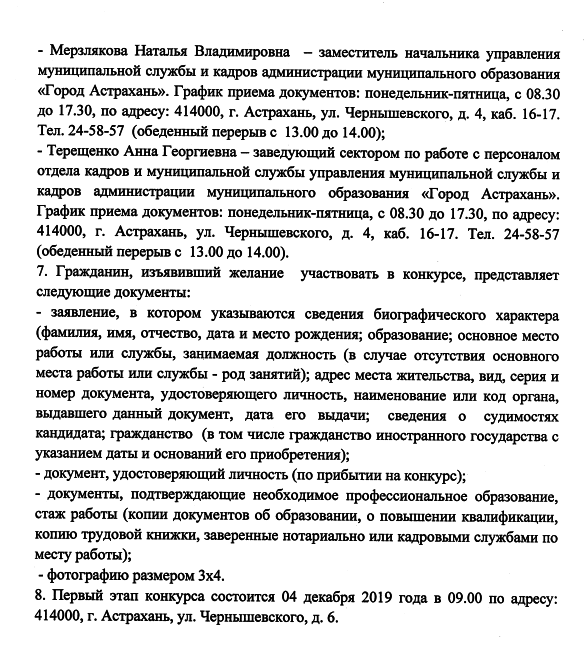 - Мерзлякова Наталья Владимировна – заместитель начальника управления
муниципальной службы и кадров администрации муниципального образования
«Город Астрахань». График приема документов: понедельник-пятница, с 08.30
до 17.30, по адресу: 414000, г. Астрахань, ул. Чернышевского, д. 4, каб. 16-17.
Тел. 24-58-57 (обеденный перерыв с 13.00 до 14.00);
- Терещенко Анна Георгиевна – заведующий сектором по работе с персоналом
отдела кадров и муниципальной службы управления муниципальной службы и
кадров администрации муниципального образования «Город Астрахань».
График приема документов: понедельник-пятница, с 08.30 до 17.30, по адресу:
414000, г. Астрахань, ул. Чернышевского, д. 4, каб. 16-17. Тел. 24-58-57
(обеденный перерыв с 13.00 до 14.00).
7. Гражданин, изъявивший желание участвовать в конкурсе, представляет
следующие документы:
- заявление, в котором указываются сведения биографического характера
(фамилия, имя, отчество, дата и место рождения; образование; основное место
работы или службы, занимаемая должность (в случае отсутствия основного
места работы или службы - род занятий); адрес места жительства, вид, серия и
номер документа, удостоверяющего личность, наименование или код органа,
выдавшего данный документ, дата его выдачи; сведения о судимостях
кандидата; гражданство (в том числе гражданство иностранного государства с
указанием даты и оснований его приобретения);
- документ, удостоверяющий личность (по прибытии на конкурс);
- документы, подтверждающие необходимое профессиональное образование,
стаж работы (копии документов об образовании, о повышении квалификации,
копию трудовой книжки, заверенные нотариально или кадровыми службами по
месту работы);
- фотографию размером 3х4.
8. Первый этап конкурса состоится 04 декабря 2019 года в 09.00 по адресу:
414000, г. Астрахань, ул. Чернышевского, д. 6.